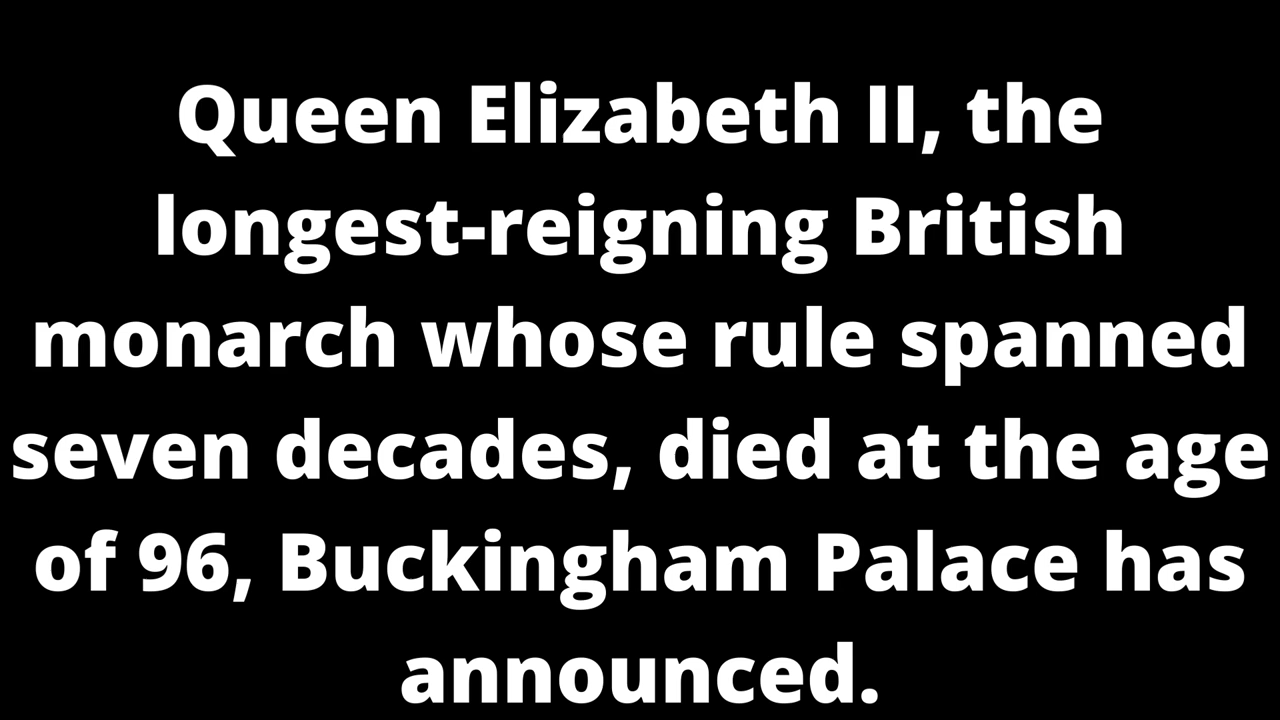 Queen Elizabeth II, the
longest-reigning British
monarch whose rule spanned
seven decades, died at the age
of 96, Buckingham Palace has
announced.